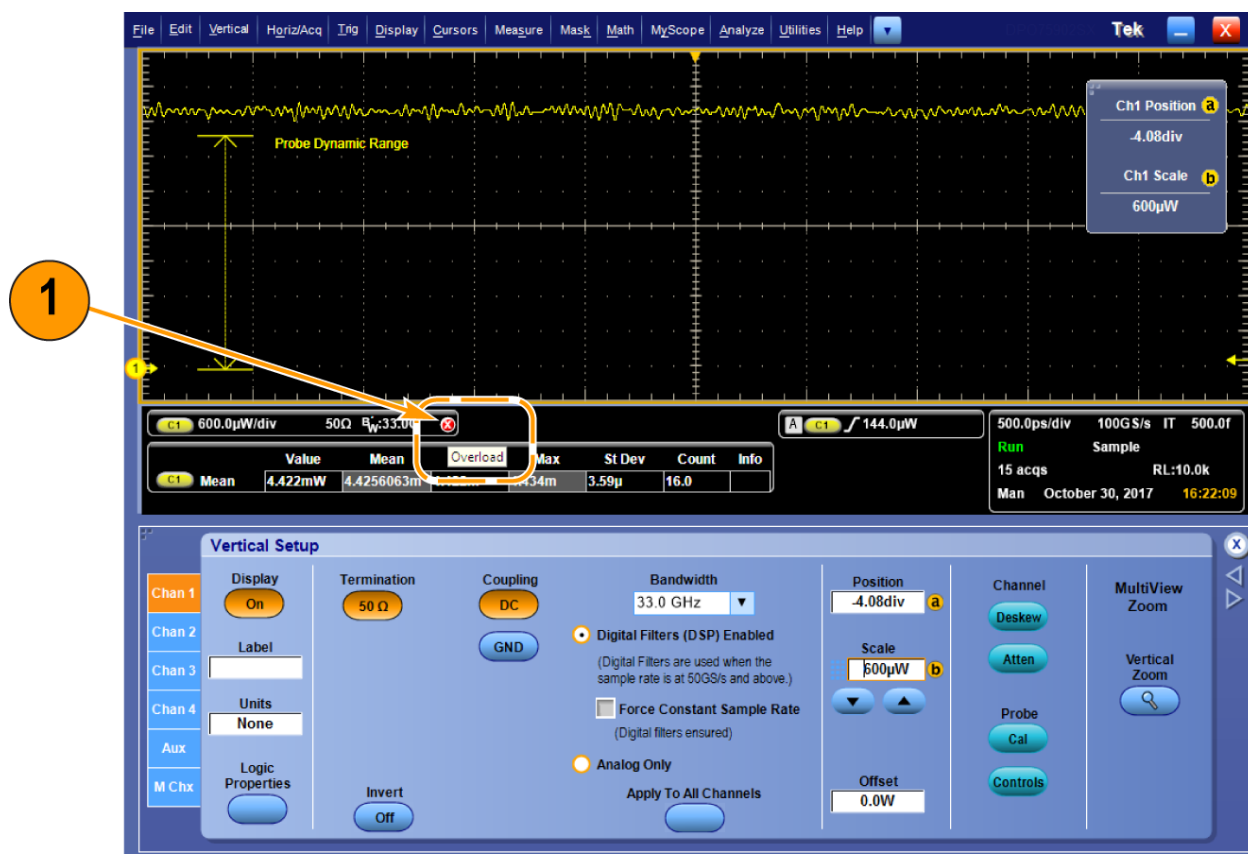 File Edit Vertical Horiz/Acq Trig Display Cursors Measure Mask Math MyScope Analyze Utilities Help Tek X
Probe Dynamic Range
Ch1 Position a
-4.08div
Ch1 Scale b
600µW
1
1
C1 600.0µW/div 50Ω BW:33.0G
A C1 144.0µW
500.0ps/div 100GS/s IT 500.0f
Run Sample
15 acqs RL:10.0k
Man October 30, 2017 16:22:09
Value Mean Max St Dev Count Info
Overload
C1 Mean 4.422mW 4.4256063m 3.59µ 16.0
Vertical Setup
X
Chan 1
Chan 2
Chan 3
Chan 4
Aux
M Chx
Display
On
Label
Units
None
Logic
Properties
Termination
50 Ω
Invert
Off
Coupling
DC
GND
Bandwidth
33.0 GHz
Digital Filters (DSP) Enabled
(Digital Filters are used when the
sample rate is at 50GS/s and above.)
Force Constant Sample Rate
(Digital filters ensured)
Analog Only
Apply To All Channels
Position
-4.08div a
Scale
600µW b
Offset
0.0W
Channel
Deskew
Atten
Probe
Cal
Controls
MultiView
Zoom
Vertical
Zoom